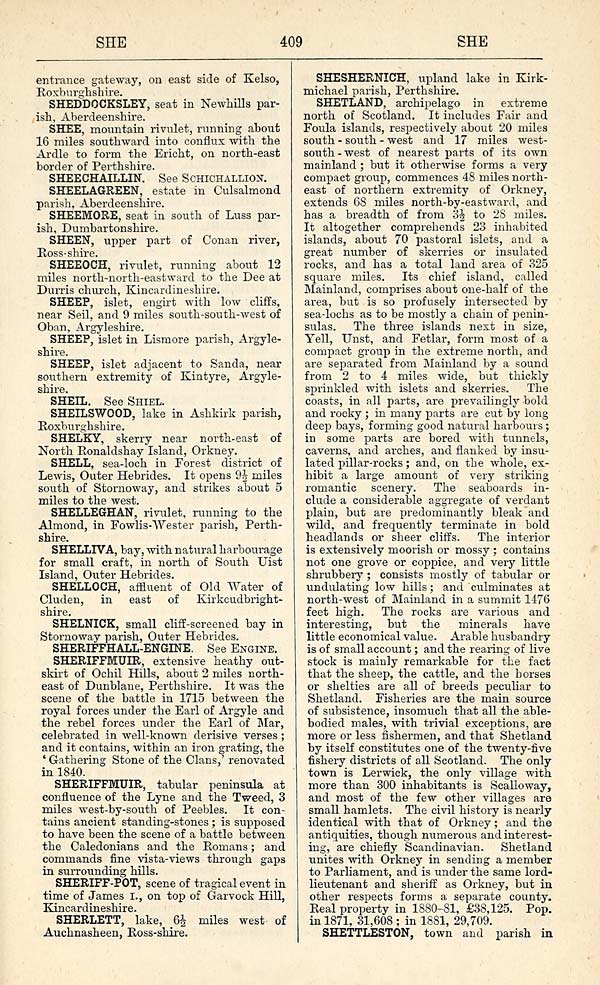 SHE 409 SHE
entrance gateway, on east side of Kelso,
Roxburghshire.
SHEDDOCKSLEY, seat in Newhills par-
ish, Aberdeenshire.
SHEE, mountain rivulet, running about
16 miles southward into conflux with the
Ardle to form the Ericht, on north-east
border of Perthshire.
SHEECHAILLIN. See SCHICHALLION.
SHEELAGREEN, estate in Culsalmond
parish, Aberdeenshire.
SHEEMORE, seat in south of Luss par-
ish, Dumbartonshire.
SHEEN, upper part of Conan river,
Ross-shire.
SHEEOCH, rivulet, running about 12
miles north-north-eastward to the Dee at
Durris church, Kincardineshire.
SHEEP, islet, engirt with low cliffs,
near Seil, and 9 miles south-south-west of
Oban, Argyleshire.
SHEEP, islet in Lismore parish, Argyle-
shire.
SHEEP, islet adjacent to Sanda, near
southern extremity of Kintyre, Argyle-
shire.
SHEIL. See SHIEL.
SHEILSWOOD, lake in Ashkirk parish,
Roxburghshire.
SHELKY, skerry near north-east of
North Ronaldshay Island, Orkney.
SHELL, sea-loch in Forest district of
Lewis, Outer Hebrides. It opens 9½ miles
south of Stornoway, and strikes about 5
miles to the west.
SHELLEGHAN, rivulet, running to the
Almond, in Fowlis-Wester parish, Perth-
shire.
SHELLIVA, bay, with natural harbourage
for small craft, in north of South Uist
Island, Outer Hebrides.
SHELLOCH, affluent of Old Water of
Cluden, in east of Kirkcudbright-
shire.
SHELNICK, small cliff-screened bay in
Stornoway parish, Outer Hebrides.
SHERIFFHALL-ENGINE. See ENGINE.
SHERIFFMUIR, extensive heathy out-
skirt of Ochil Hills, about 2 miles north-
east of Dunblane, Perthshire. It was the
scene of the battle in 1715 between the
royal forces under the Earl of Argyle and
the rebel forces under the Earl of Mar,
celebrated in well-known derisive verses;
and it contains, within an iron grating, the
'Gathering Stone of the Clans,' renovated
in 1840.
SHERIFFMUIR, tabular peninsula at
confluence of the Lyne and the Tweed, 3
miles west-by-south of Peebles. It con-
tains ancient standing-stones; is supposed
to have been the scene of a battle between
the Caledonians and the Romans; and
commands fine vista-views through gaps
in surrounding hills.
SHERIFF-POT, scene of tragical event in
time of James I., on top of Garvock Hill,
Kincardineshire.
SHERLETT, lake, 6½ miles west of
Auchnasheen, Ross-shire.
SHESHERNICH, upland lake in Kirk-
michael parish, Perthshire.
SHETLAND, archipelago in extreme
north of Scotland. It includes Fair and
Foula islands, respectively about 20 miles
south-south-west and 17 miles west-
south-west of nearest parts of its own
mainland; but it otherwise forms a very
compact group, commences 48 miles north-
east of northern extremity of Orkney,
extends 68 miles north-by-eastward, and
has a breadth of from 3½ to 28 miles.
It altogether comprehends 23 inhabited
islands, about 70 pastoral islets, and a
great number of skerries or insulated
rocks, and has a total land area of 325
square miles. Its chief island, called
Mainland, comprises about one-half of the
area, but is so profusely intersected by
sea-lochs as to be mostly a chain of penin-
sulas. The three islands next in size,
Yell, Unst, and Fetlar, form most of a
compact group in the extreme north, and
are separated from Mainland by a sound
from 2 to 4 miles wide, but thickly
sprinkled with islets and skerries. The
coasts, in all parts, are prevailingly bold
and rocky; in many parts are cut by long
deep bays, forming good natural harbours;
in some parts are bored with tunnels,
caverns, and arches, and flanked by insu-
lated pillar-rocks; and, on the whole, ex-
hibit a large amount of very striking
romantic scenery. The seaboards in-
clude a considerable aggregate of verdant
plain, but are predominantly bleak and
wild, and frequently terminate in bold
headlands or sheer cliffs. The interior
is extensively moorish or mossy; contains
not one grove or coppice, and very little
shrubbery; consists mostly of tabular or
undulating low hills; and culminates at
north-west of Mainland in a summit 1476
feet high. The rocks are various and
interesting, but the minerals have
little economical value. Arable husbandry
is of small account; and the rearing of live
stock is mainly remarkable for the fact
that the sheep, the cattle, and the horses
or shelties are all of breeds peculiar to
Shetland. Fisheries are the main source
of subsistence, insomuch that all the able-
bodied males, with trivial exceptions, are
more or less fishermen, and that Shetland
by itself constitutes one of the twenty-five
fishery districts of all Scotland. The only
town is Lerwick, the only village with
more than 300 inhabitants is Scalloway,
and most of the few other villages are
small hamlets. The civil history is nearly
identical with that of Orkney; and the
antiquities, though numerous and interest-
ing, are chiefly Scandinavian. Shetland
unites with Orkney in sending a member
to Parliament, and is under the same lord-
lieutenant and sheriff as Orkney, but in
other respects forms a separate county.
Real property in 1880-81, £38,125. Pop.
in 1871, 31,608; in 1881, 29,709.
SHETTLESTON, town and parish in